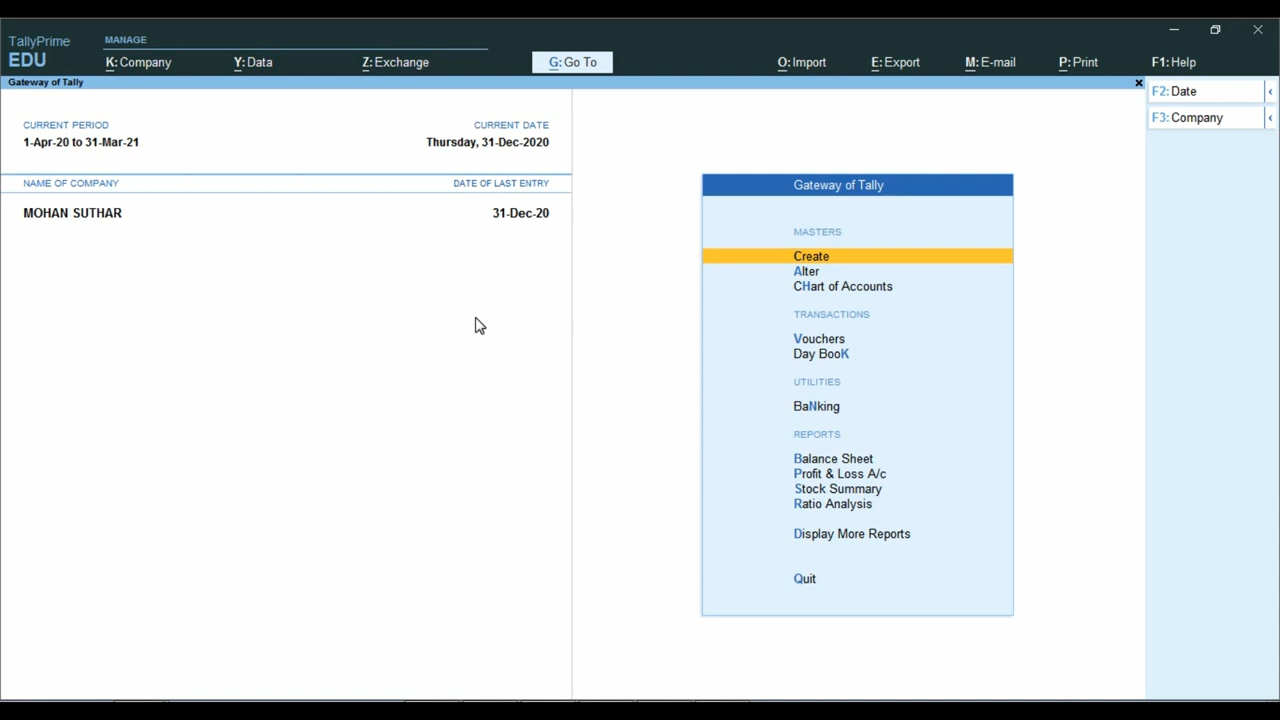 TallyPrime
EDU
MANAGE
K: Company
Y: Data
Z: Exchange
G: Go To
O: Import
E: Export
M: E-mail
P: Print
F1: Help
Gateway of Tally
x
F2: Date <
F3: Company <
CURRENT PERIOD
CURRENT DATE
1-Apr-20 to 31-Mar-21
Thursday, 31-Dec-2020
NAME OF COMPANY
DATE OF LAST ENTRY
MOHAN SUTHAR
31-Dec-20
Gateway of Tally
MASTERS
Create
Alter
CHart of Accounts
TRANSACTIONS
Vouchers
Day BooK
UTILITIES
BaNking
REPORTS
Balance Sheet
Profit & Loss A/c
Stock Summary
Ratio Analysis
Display More Reports
Quit